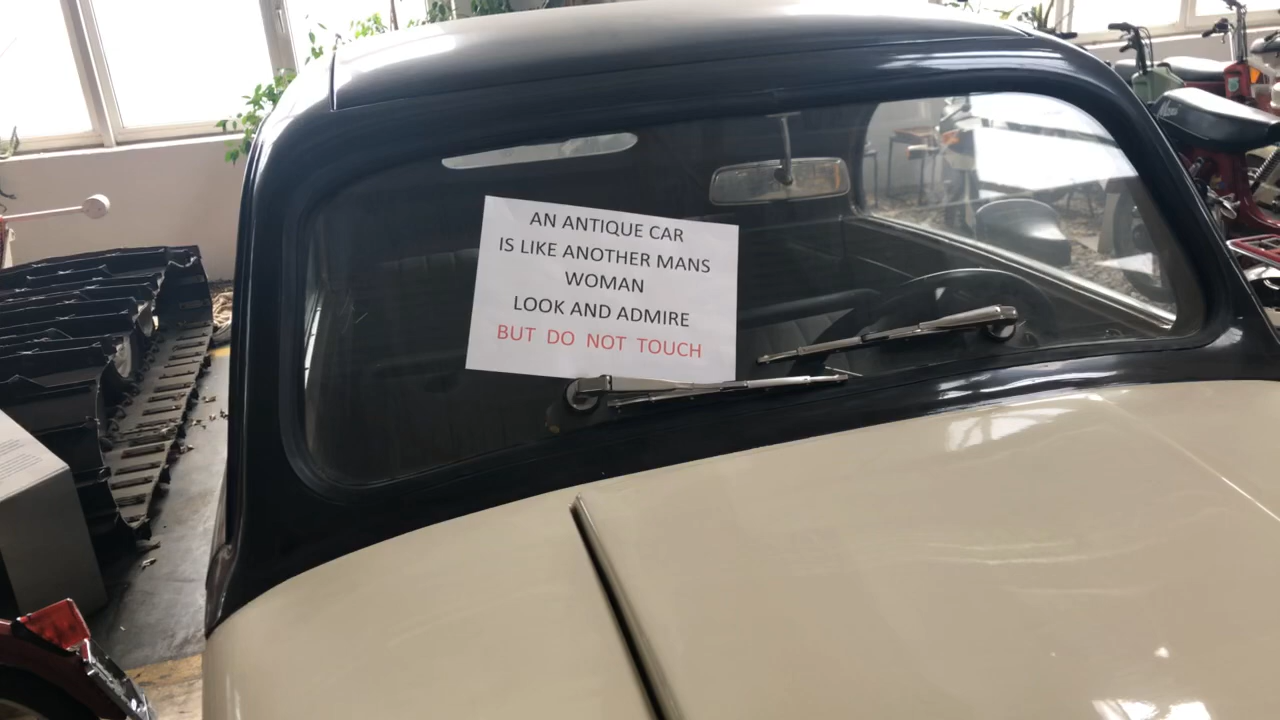 AN ANTIQUE CAR
IS LIKE ANOTHER MANS
WOMAN
LOOK AND ADMIRE
BUT DO NOT TOUCH